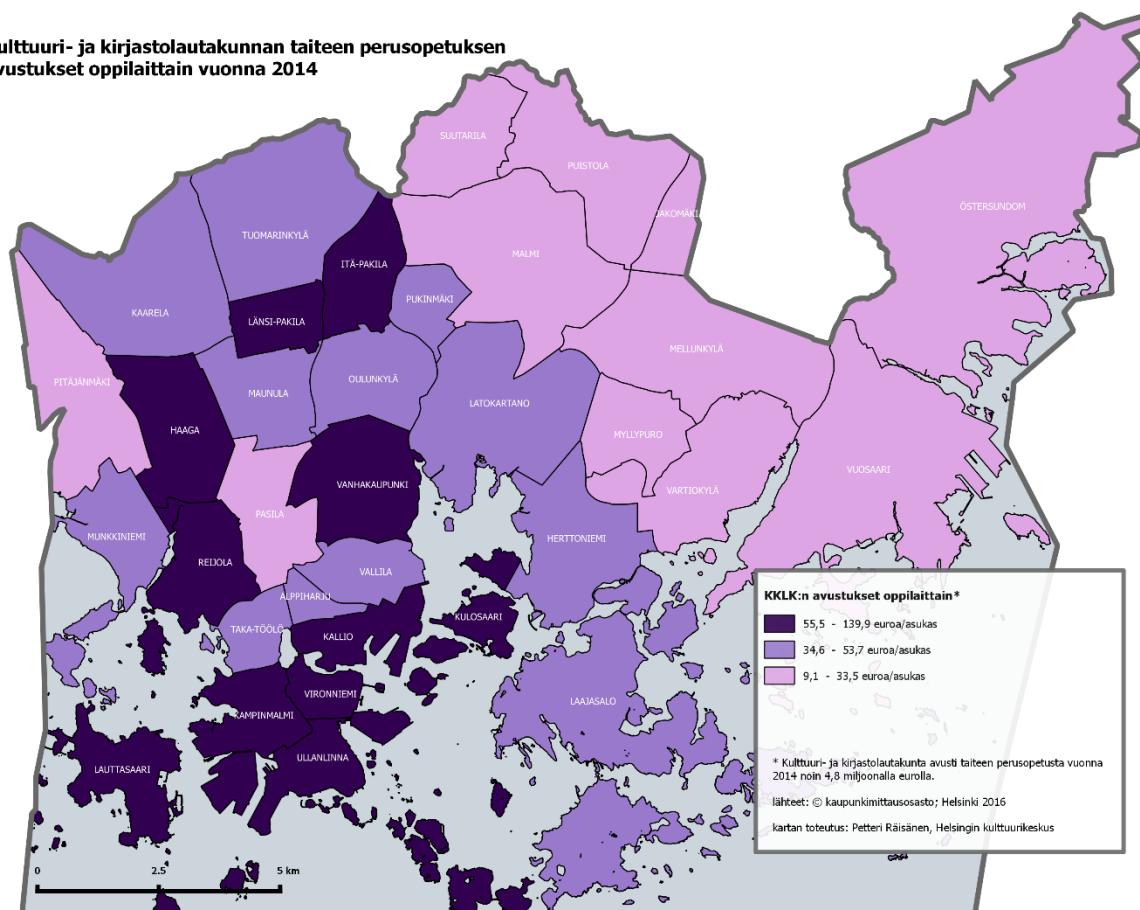 ulttuuri- ja kirjastolautakunnan taiteen perusopetuksen
vustukset oppilaittain vuonna 2014
SUUTARILA
PUISTOLA
JAKOMÄKI
ÖSTERSUNDOM
TUOMARINKYLÄ
ITÄ-PAKILA
MALMI
PUKINMÄKI
KAARELA
LÄNSI-PAKILA
MELLUNKYLÄ
PITÄJÄNMÄKI
OULUNKYLÄ
MAUNULA
LATOKARTANO
HAAGA
MYLLYPURO
VUOSAARI
VANHAKAUPUNKI
VARTIOKYLÄ
PASILA
MUNKKINIEMI
HERTTONIEMI
REIJOLA
VALLILA
ALPPIHARJU
KULOSAARI
TAKA-TÖÖLÖ
KALLIO
VIRONNIEMI
LAAJASALO
KAMPINMALMI
ULLANLINNA
LAUTTASAARI
KKLK:n avustukset oppilaittain*
55,5 - 139,9 euroa/asukas
34,6 - 53,7 euroa/asukas
9,1 - 33,5 euroa/asukas
* Kulttuuri- ja kirjastolautakunta avusti taiteen perusopetusta vuonna
2014 noin 4,8 miljoonalla eurolla.
lähteet: © kaupunkimittausosasto; Helsinki 2016
kartan toteutus: Petteri Räisänen, Helsingin kulttuurikeskus
0 2.5 5 km